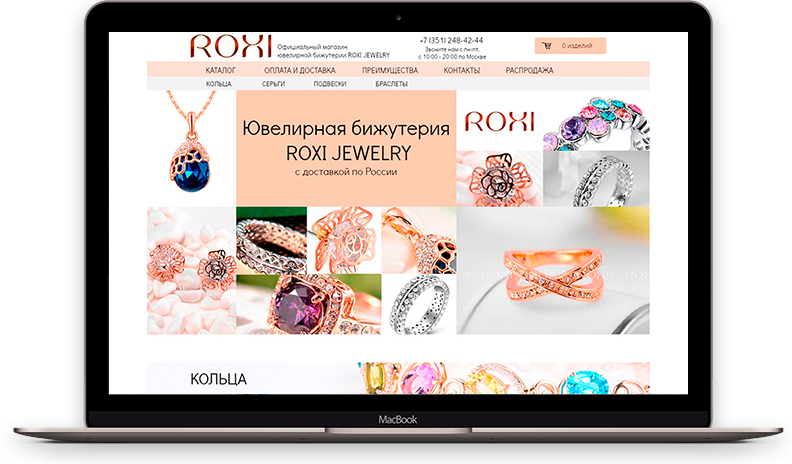 ROXI
Официальный магазин
ювелирной бижутерии ROXI JEWELRY
+7 (351) 248-42-44
Звоните нам с пн-пт,
с 10:00 - 20:00 по Москве
0 изделий
КАТАЛОГ ОПЛАТА И ДОСТАВКА ПРЕИМУЩЕСТВА КОНТАКТЫ РАСПРОДАЖА
КОЛЬЦА СЕРЬГИ ПОДВЕСКИ БРАСЛЕТЫ
Ювелирная бижутерия
ROXI JEWELRY
с доставкой по России
ROXI
КОЛЬЦА
MacBook